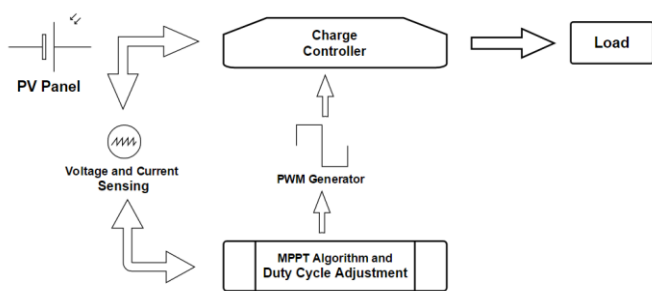 PV Panel
Charge
Controller
Load
Voltage and Current
Sensing
PWM Generator
MPPT Algorithm and
Duty Cycle Adjustment